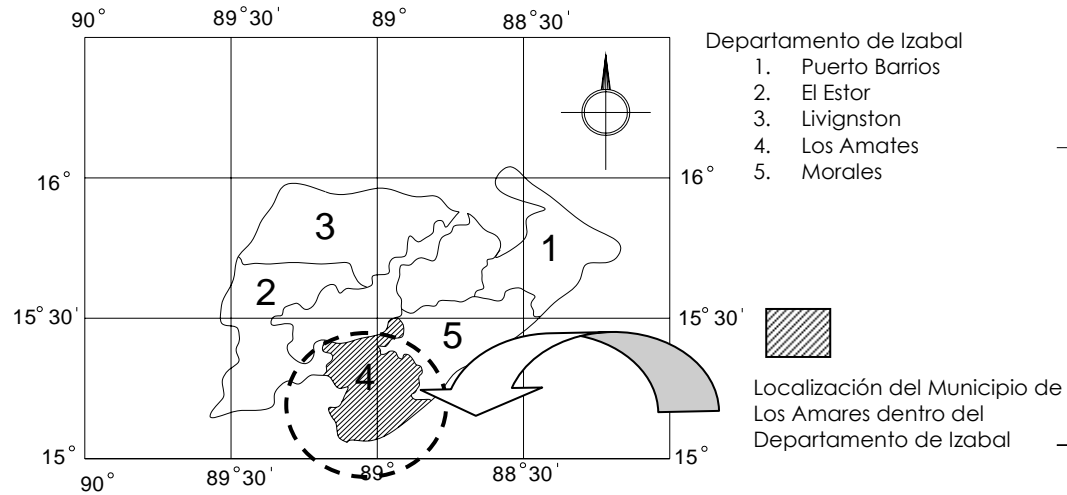 90° 89°30' 89° 88°30'
Departamento de Izabal
1. Puerto Barrios
2. El Estor
3. Livignston
4. Los Amates
5. Morales
16° 16°
3
1
2
15°30' 15°30'
5
4
Localización del Municipio de
Los Amares dentro del
Departamento de Izabal
15° 15°
90° 89°30' 89° 88°30'